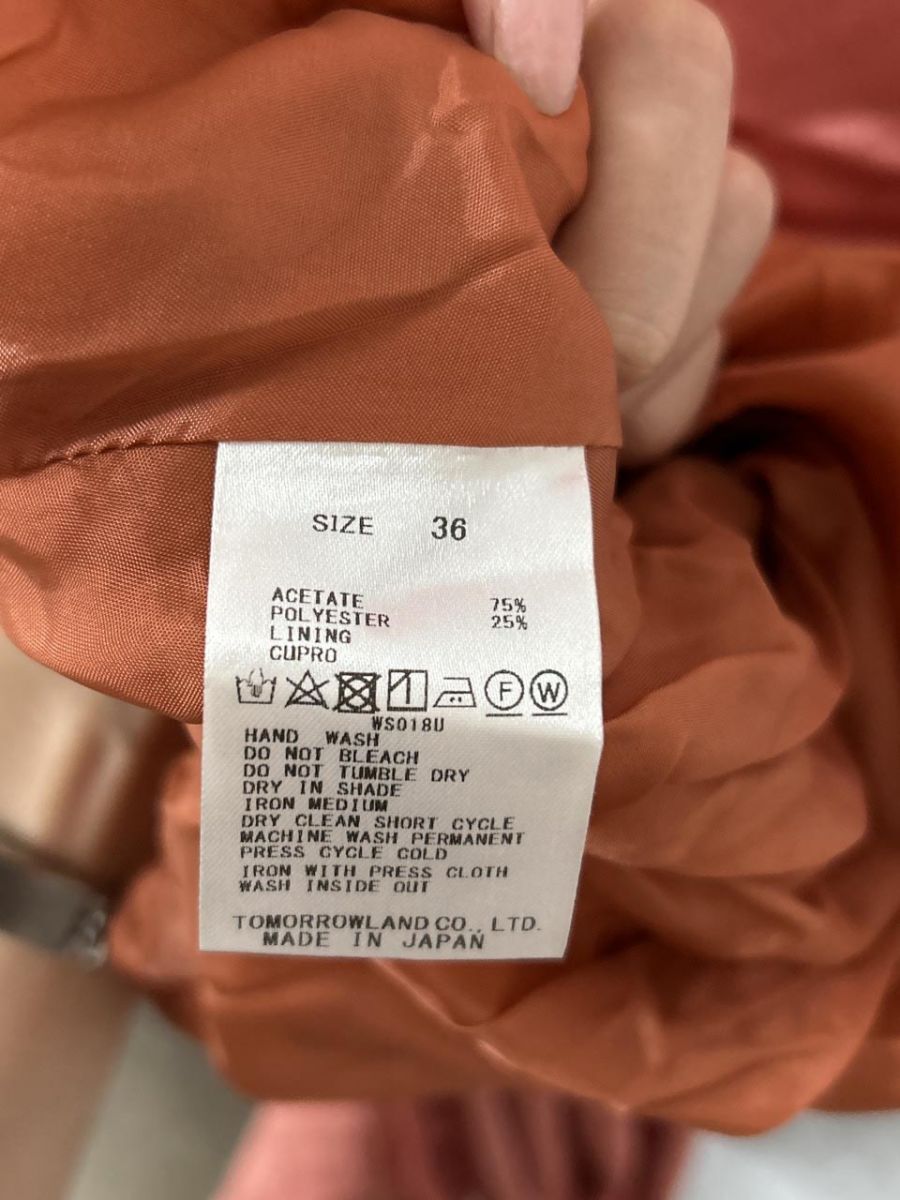 SIZE 36
ACETATE 75%
POLYESTER 25%
LINING
CUPRO
F W
WS018U
HAND WASH
DO NOT BLEACH
DO NOT TUMBLE DRY
DRY IN SHADE
IRON MEDIUM
DRY CLEAN SHORT CYCLE
MACHINE WASH PERMANENT
PRESS CYCLE COLD
IRON WITH PRESS CLOTH
WASH INSIDE OUT
TOMORROWLAND CO., LTD.
MADE IN JAPAN